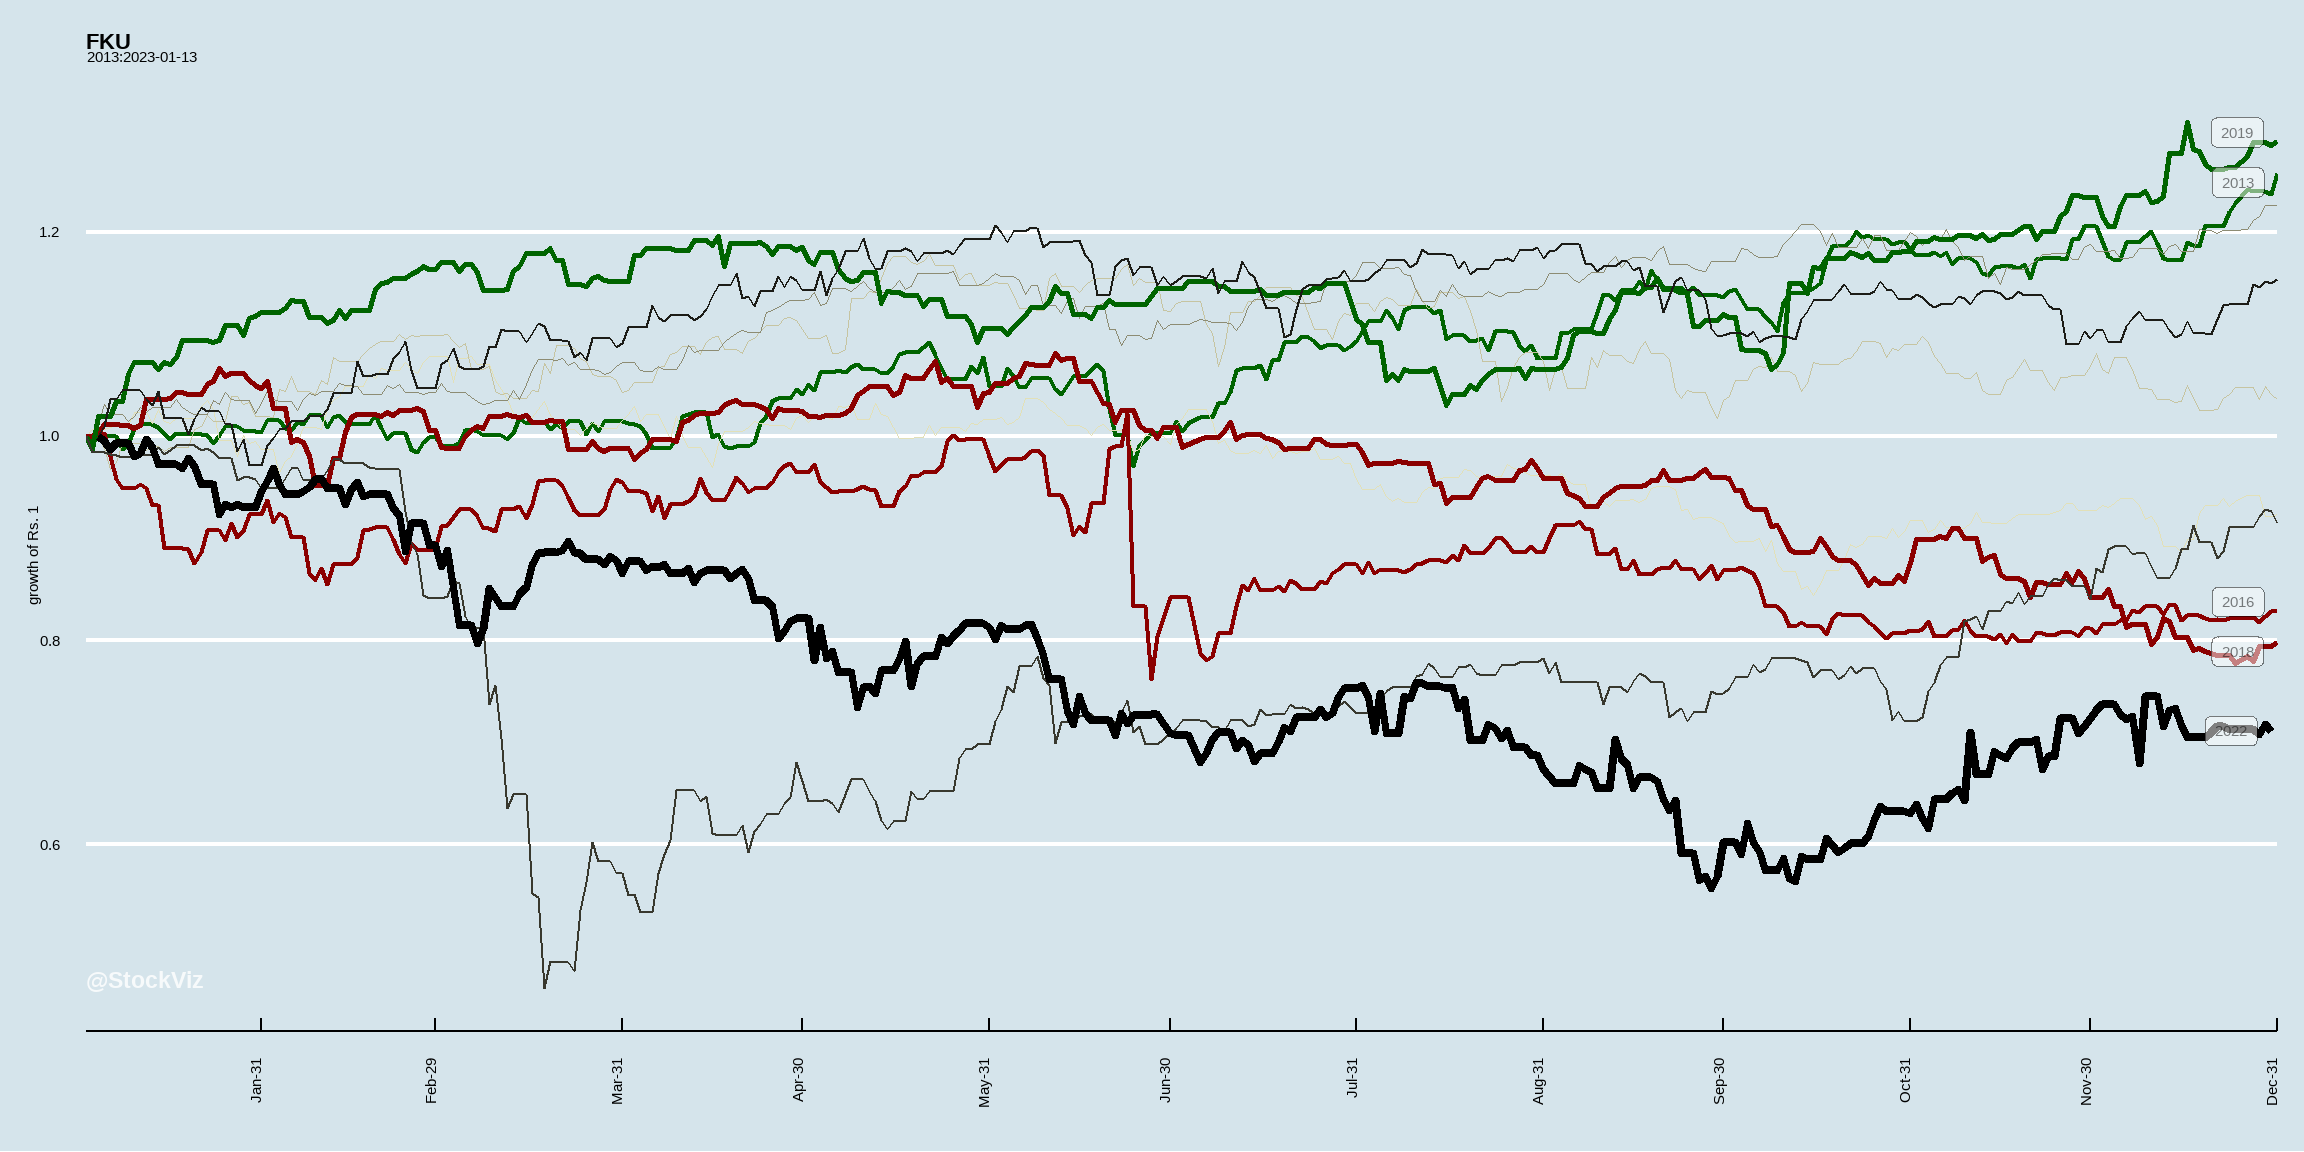 FKU
2013:2023-01-13
2019
2013
1.2
1.0
growth of Rs. 1
2016
0.8
2018
2022
0.6
@StockViz
Jan-31
Feb-29
Mar-31
Apr-30
May-31
Jun-30
Jul-31
Aug-31
Sep-30
Oct-31
Nov-30
Dec-31